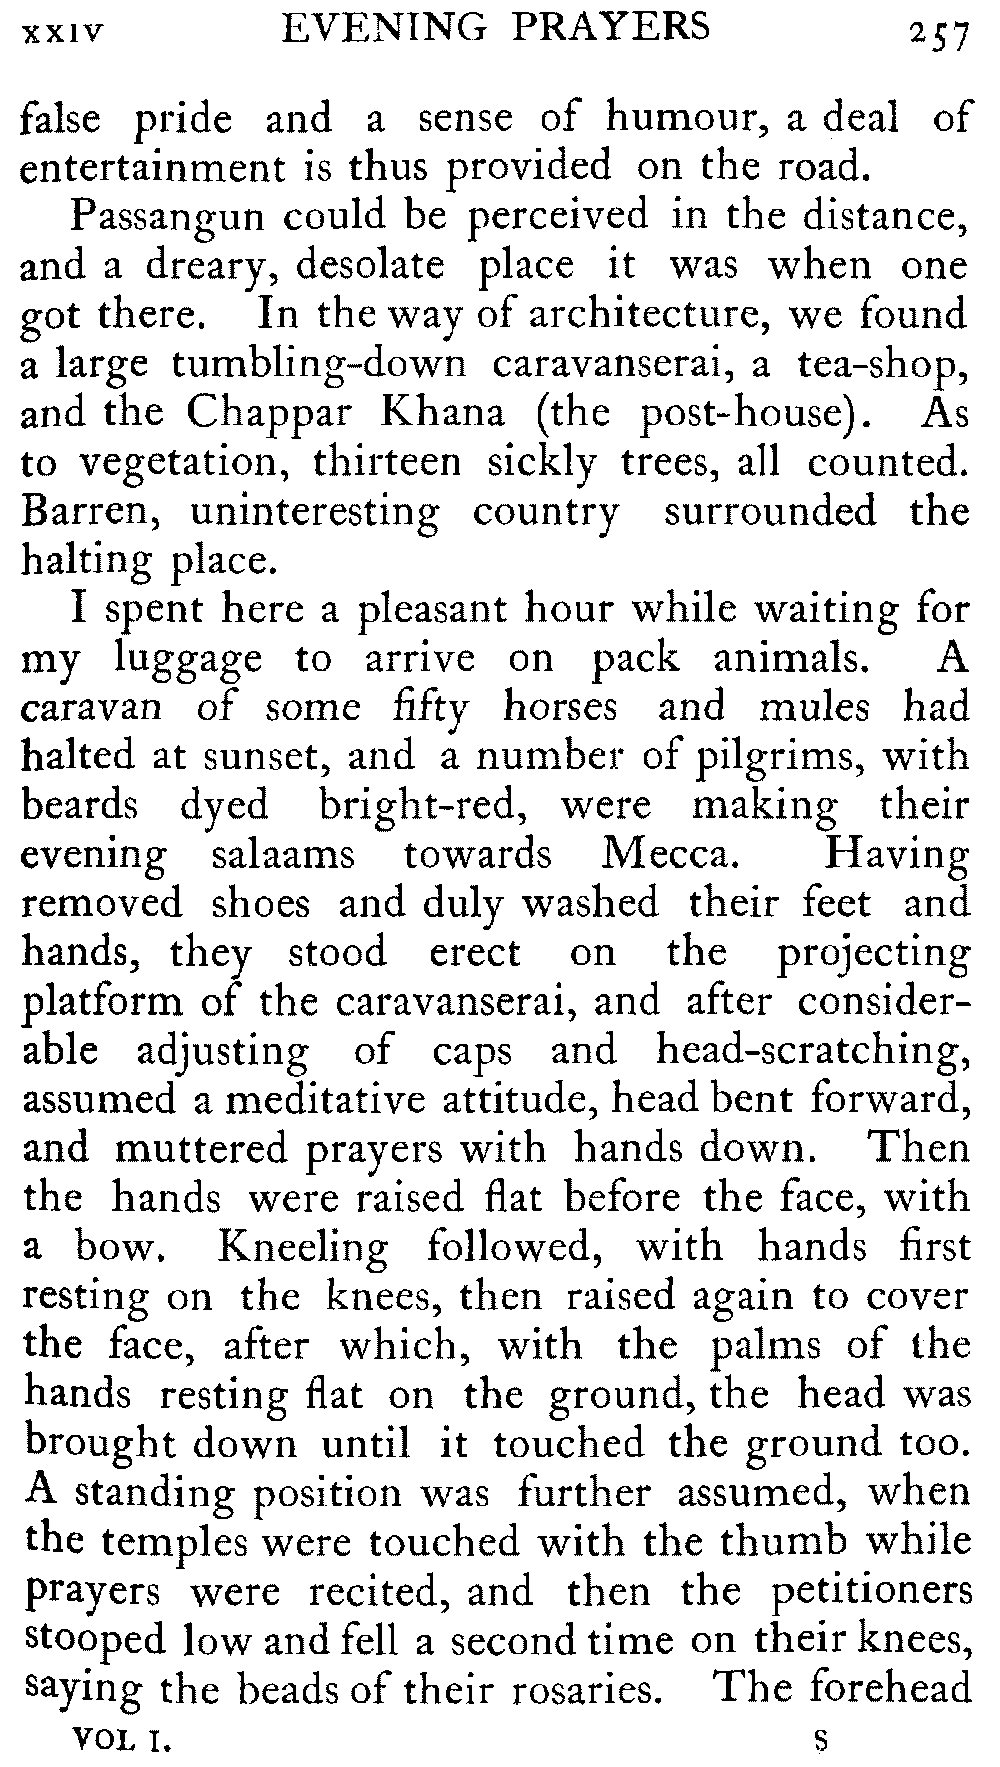 XXIV EVENING PRAYERS 257
false pride and a sense of humour, a deal of
entertainment is thus provided on the road.
Passangun could be perceived in the distance,
and a dreary, desolate place it was when one
got there. In the way of architecture, we found
a large tumbling-down caravanserai, a tea-shop,
and the Chappar Khana (the post-house). As
to vegetation, thirteen sickly trees, all counted.
Barren, uninteresting country surrounded the
halting place.
I spent here a pleasant hour while waiting for
my luggage to arrive on pack animals. A
caravan of some fifty horses and mules had
halted at sunset, and a number of pilgrims, with
beards dyed bright-red, were making their
evening salaams towards Mecca. Having
removed shoes and duly washed their feet and
hands, they stood erect on the projecting
platform of the caravanserai, and after consider-
able adjusting of caps and head-scratching,
assumed a meditative attitude, head bent forward,
and muttered prayers with hands down. Then
the hands were raised flat before the face, with
a bow. Kneeling followed, with hands first
resting on the knees, then raised again to cover
the face, after which, with the palms of the
hands resting flat on the ground, the head was
brought down until it touched the ground too.
A standing position was further assumed, when
the temples were touched with the thumb while
prayers were recited, and then the petitioners
stooped low and fell a second time on their knees,
saying the beads of their rosaries. The forehead
VOL I. S